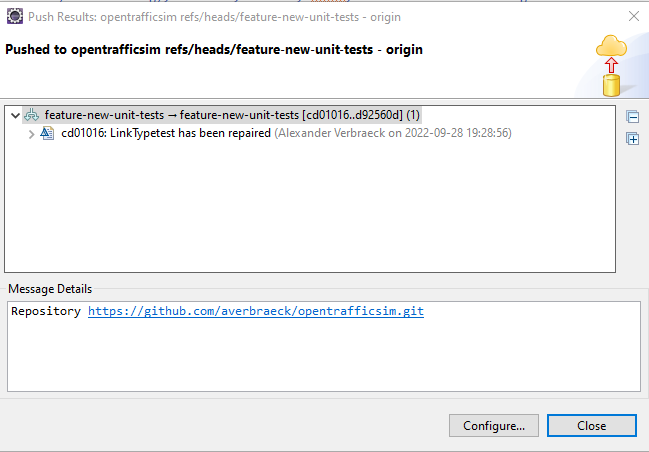 Push Results: opentrafficsim refs/heads/feature-new-unit-tests - origin
Pushed to opentrafficsim refs/heads/feature-new-unit-tests - origin
feature-new-unit-tests → feature-new-unit-tests [cd01016..d92560d] (1)
cd01016: LinkTypetest has been repaired (Alexander Verbraeck on 2022-09-28 19:28:56)
Message Details
Repository https://github.com/averbraeck/opentrafficsim.git
Configure... Close